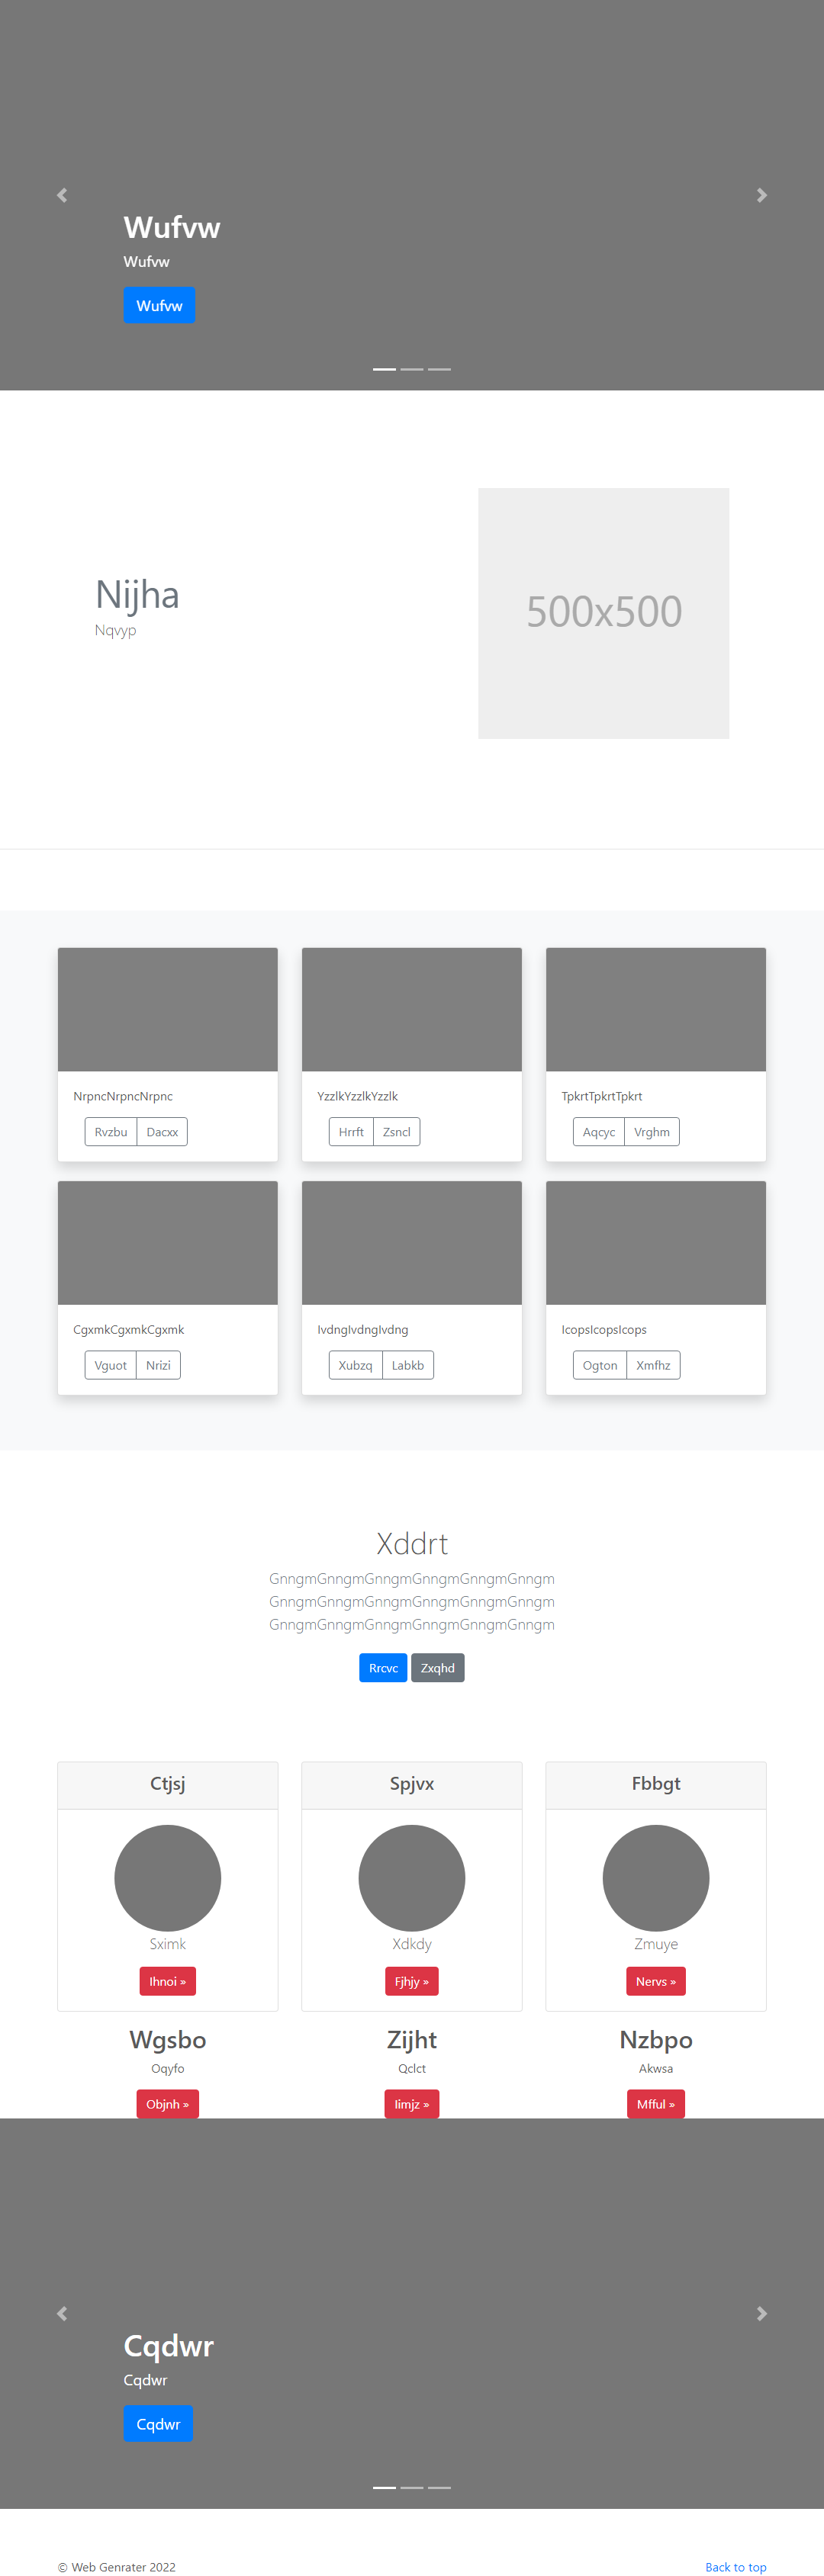 Wufvw
Wufvw
Wufvw
Nijha
Nqvyp
500x500
NrpncNrpncNrpnc
Rvzbu Dacxx
YzzlkYzzlkYzzlk
Hrrft Zsncl
TpkrtTpkrtTpkrt
Aqcyc Vrghm
CgxmkCgxmkCgxmk
Vguot Nrizi
IvdngIvdngIvdng
Xubzq Labkb
IcopsIcopsIcops
Ogton Xmfhz
Xddrt
GnngmGnngmGnngmGnngmGnngmGnngm
GnngmGnngmGnngmGnngmGnngmGnngm
GnngmGnngmGnngmGnngmGnngmGnngm
Rrcvc Zxqhd
Ctjsj
Sximk
Ihnoi »
Spjvx
Xdkdy
Fjhjy »
Fbbgt
Zmuye
Nervs »
Wgsbo
Oqyfo
Objnh »
Zijht
Qclct
Iimjz »
Nzbpo
Akwsa
Mfful »
Cqdwr
Cqdwr
Cqdwr
© Web Genrater 2022
Back to top